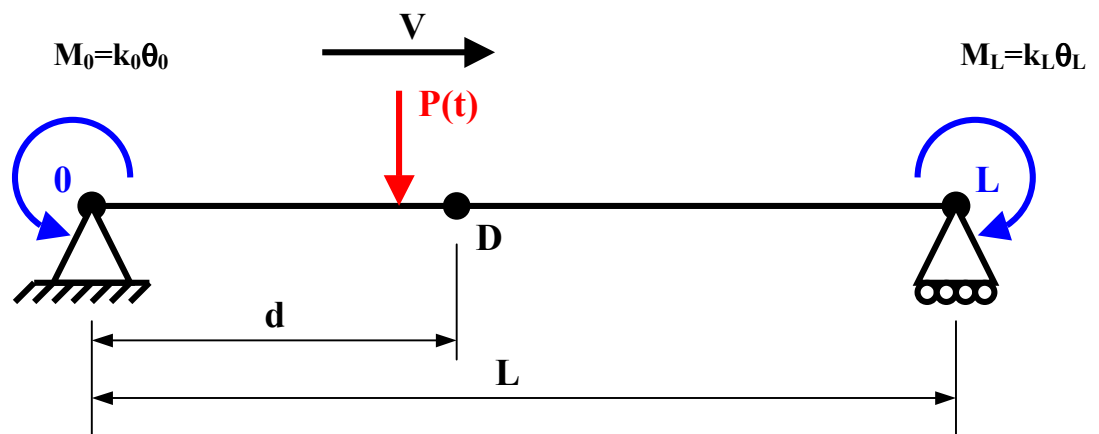 V
M₀=k₀θ₀
M_L=k_Lθ_L
P(t)
0
L
D
d
L